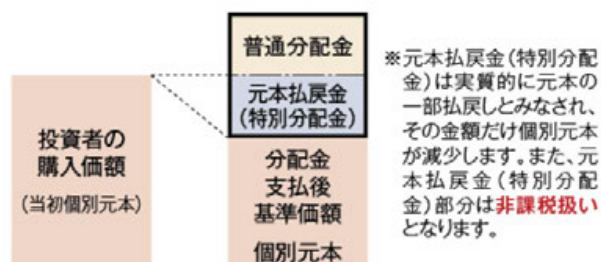 普通分配金
元本払戻金
(特別分配金)
投資者の
購入価額
(当初個別元本)
分配金
支払後
基準価額
個別元本
※元本払戻金(特別分配
金)は実質的に元本の
一部払戻しとみなされ、
その金額だけ個別元本
が減少します。また、元
本払戻金(特別分配
金)部分は非課税扱い
となります。